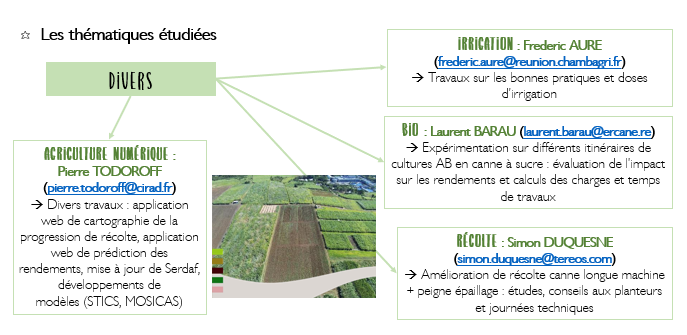 ☆ Les thématiques étudiées
DIVERS
IRRIGATION : Frederic AURE
(frederic.aure@reunion.chambagri.fr)
→ Travaux sur les bonnes pratiques et doses
d'irrigation
BIO : Laurent BARAU (laurent.barau@ercane.re)
→ Expérimentation sur différents itinéraires de
cultures AB en canne à sucre : évaluation de l'impact
sur les rendements et calculs des charges et temps
de travaux
AGRICULTURE NUMÉRIQUE :
Pierre TODOROFF
(pierre.todoroff@cirad.fr)
→ Divers travaux : application
web de cartographie de la
progression de récolte, application
web de prédiction des
rendements, mise à jour de Serdaf,
développements de
modèles (STICS, MOSICAS)
RÉCOLTE : Simon DUQUESNE
(simon.duquesne@tereos.com)
→ Amélioration de récolte canne longue machine
+ peigne épaillage : études, conseils aux planteurs
et journées techniques